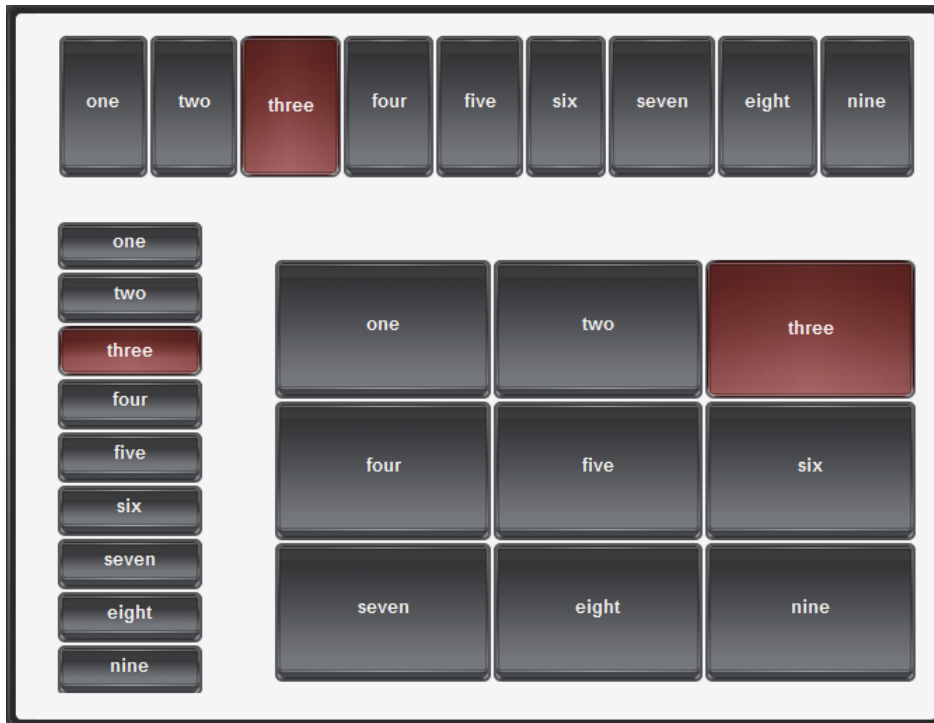 one two three four five six seven eight nine
one
two
three
four
five
six
seven
eight
nine
one two three
four five six
seven eight nine